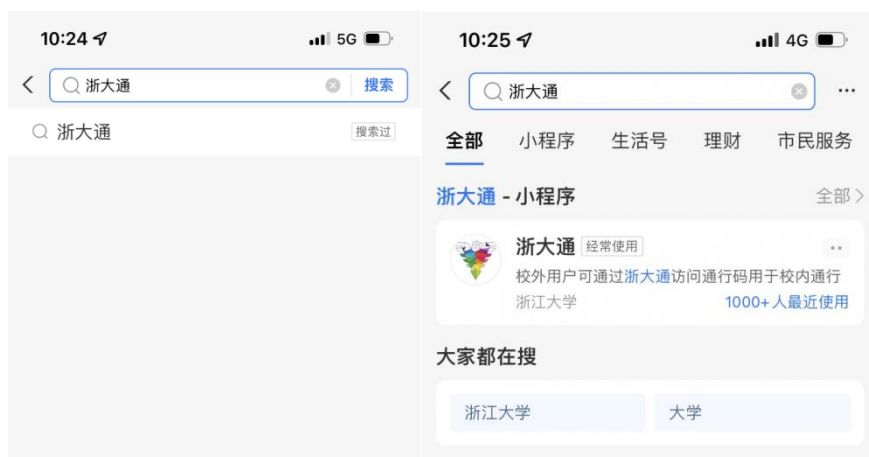 10:24
5G
浙大通
搜索
浙大通
搜索过
10:25
4G
浙大通
全部
小程序
生活号
理财
市民服务
浙大通 - 小程序
全部
浙大通 经常使用
校外用户可通过浙大通访问通行码用于校内通行
浙江大学
1000+ 人最近使用
大家都在搜
浙江大学
大学